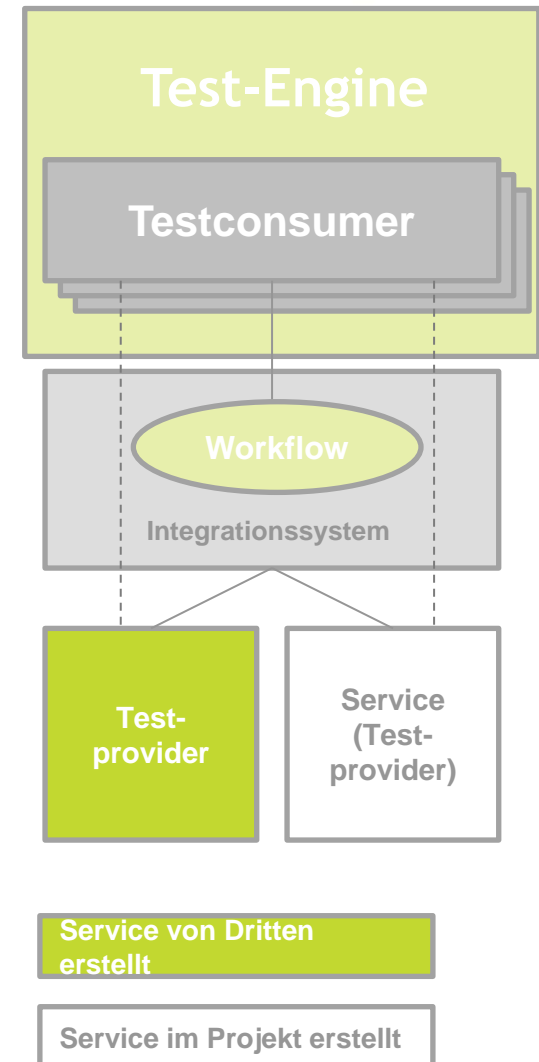 Test-Engine
Testconsumer
Workflow
Integrationssystem
Test-
provider
Service
(Test-
provider)
Service von Dritten
erstellt
Service im Projekt erstellt